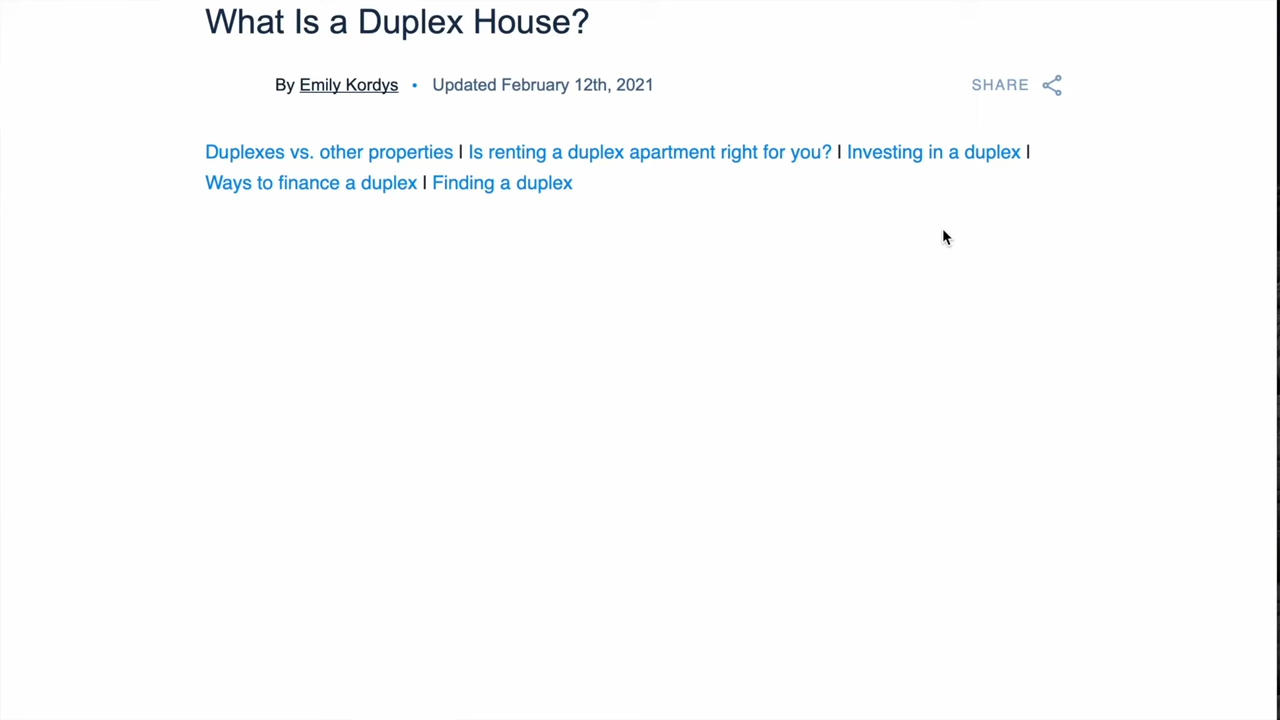 What Is a Duplex House?
By Emily Kordys • Updated February 12th, 2021 SHARE
Duplexes vs. other properties | Is renting a duplex apartment right for you? | Investing in a duplex |
Ways to finance a duplex | Finding a duplex